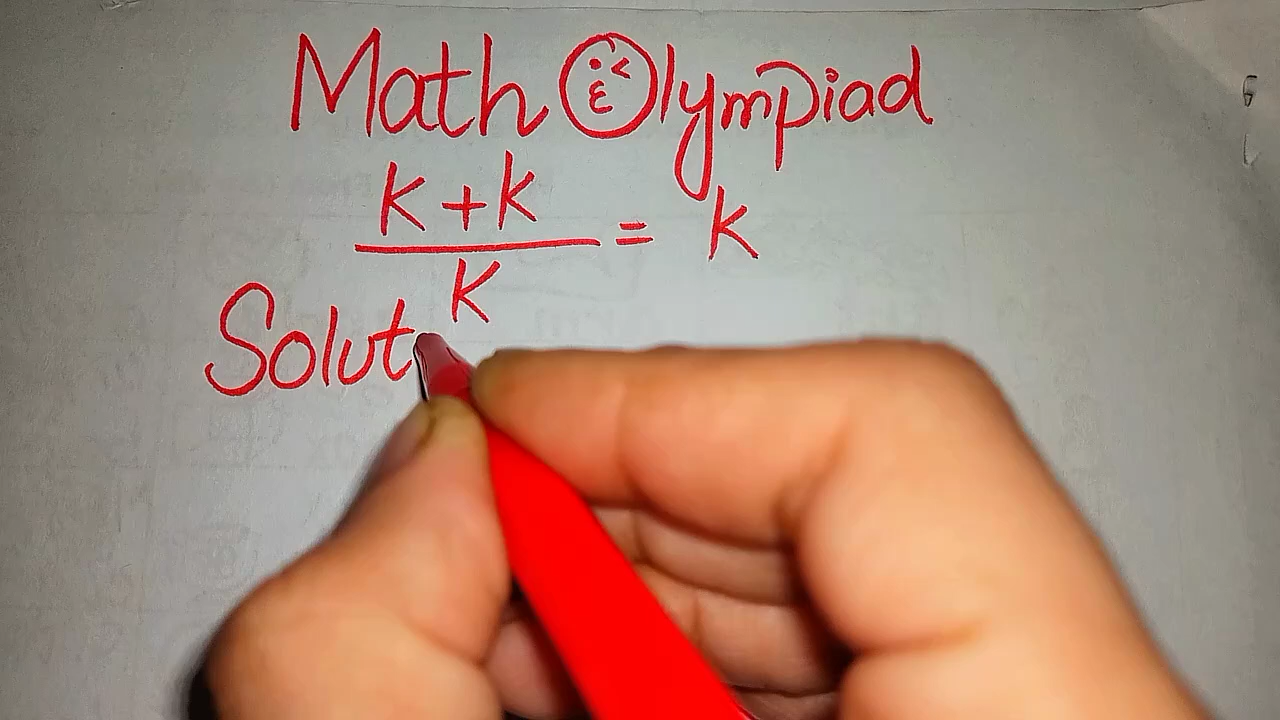 Math Olympiad
K + K
K
= K
Solut